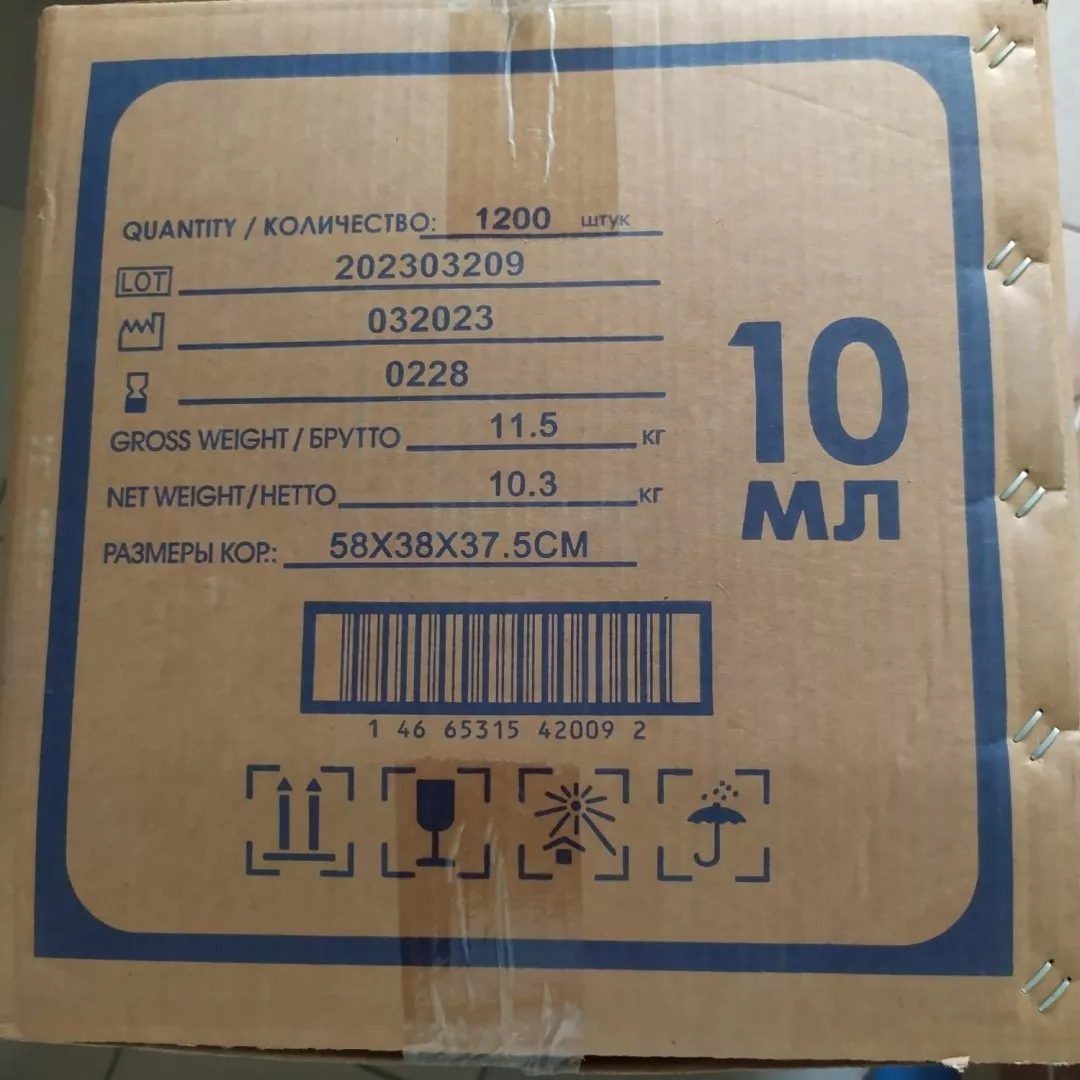 QUANTITY / КОЛИЧЕСТВО: 1200 штук
LOT 202303209
032023
0228
GROSS WEIGHT / БРУТТО 11.5 кг
NET WEIGHT/НЕТТО 10.3 кг
РАЗМЕРЫ КОР.: 58X38X37.5CM
10
МЛ
1 46 65315 42009 2